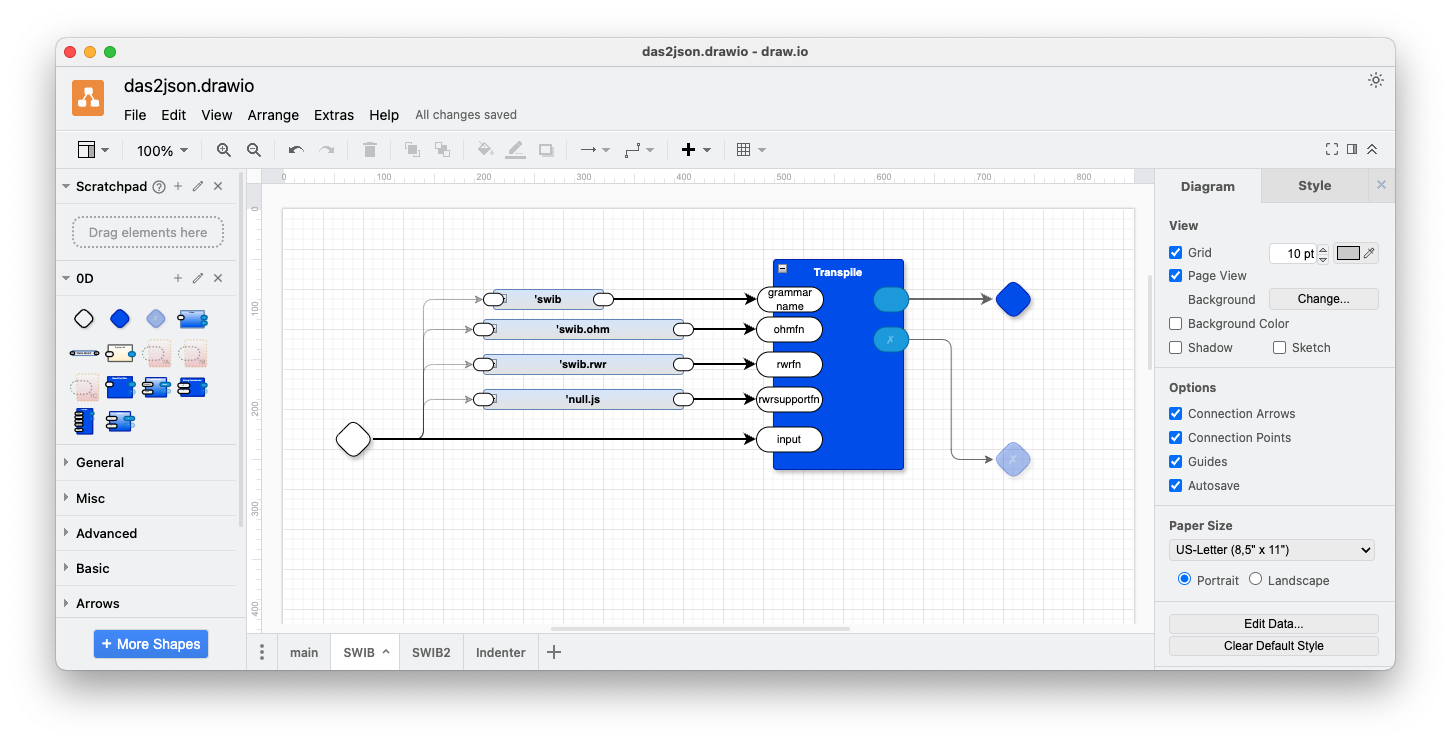 das2json.drawio - draw.io
das2json.drawio
File Edit View Arrange Extras Help All changes saved
100%
Scratchpad
Drag elements here
0D
General
Misc
Advanced
Basic
Arrows
+ More Shapes
0 100 200 300 400 500 600 700 800
0
100
200
300
400
Transpile
'swib
grammar
name
'swib.ohm
ohmfn
x
'swib.rwr
rwrfn
'null.js
rwrsupportfn
input
x
main SWIB SWIB2 Indenter
Diagram Style
View
Grid 10 pt
Page View
Background Change...
Background Color
Shadow Sketch
Options
Connection Arrows
Connection Points
Guides
Autosave
Paper Size
US-Letter (8,5" x 11")
Portrait Landscape
Edit Data...
Clear Default Style